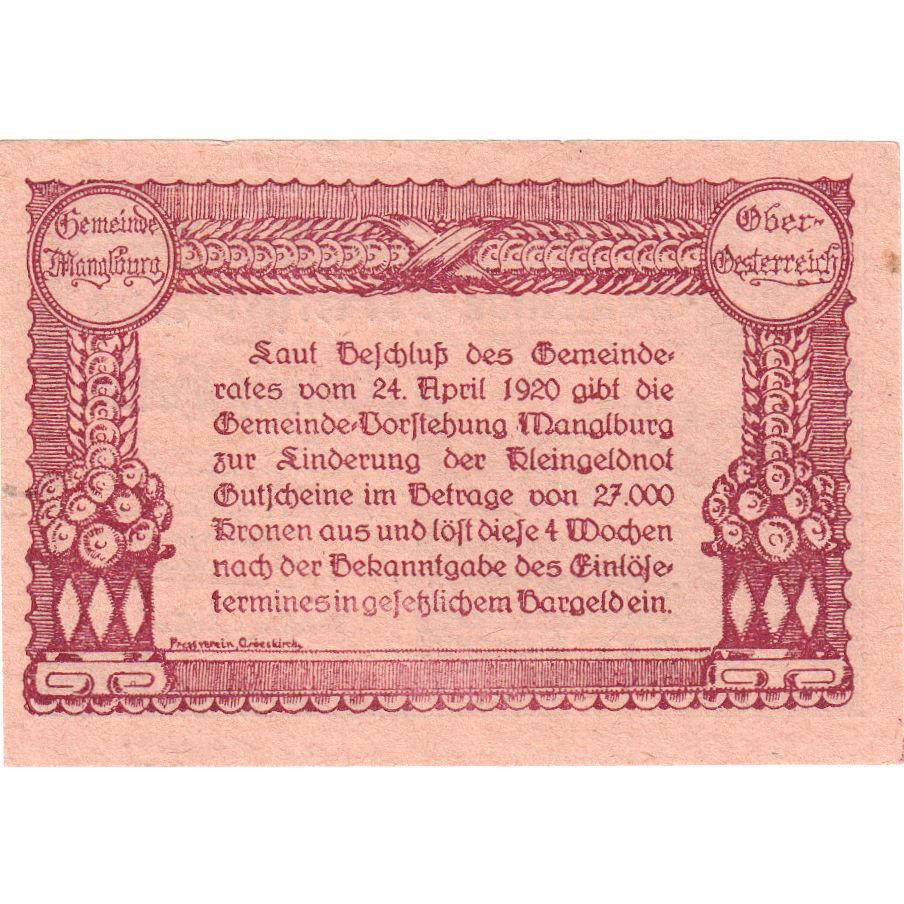 Gemeinde
Manglburg
Ober-
Oesterreich
Laut Beschluß des Gemeinde-
rates vom 24. April 1920 gibt die
Gemeinde-Vorstehung Manglburg
zur Linderung der Kleingeldnot
Gutscheine im Betrage von 27.000
Kronen aus und löst diese 4 Wochen
nach der Bekanntgabe des Einlöse-
termines in gesetzlichem Bargeld ein.
Pressverein, Grieskirch,